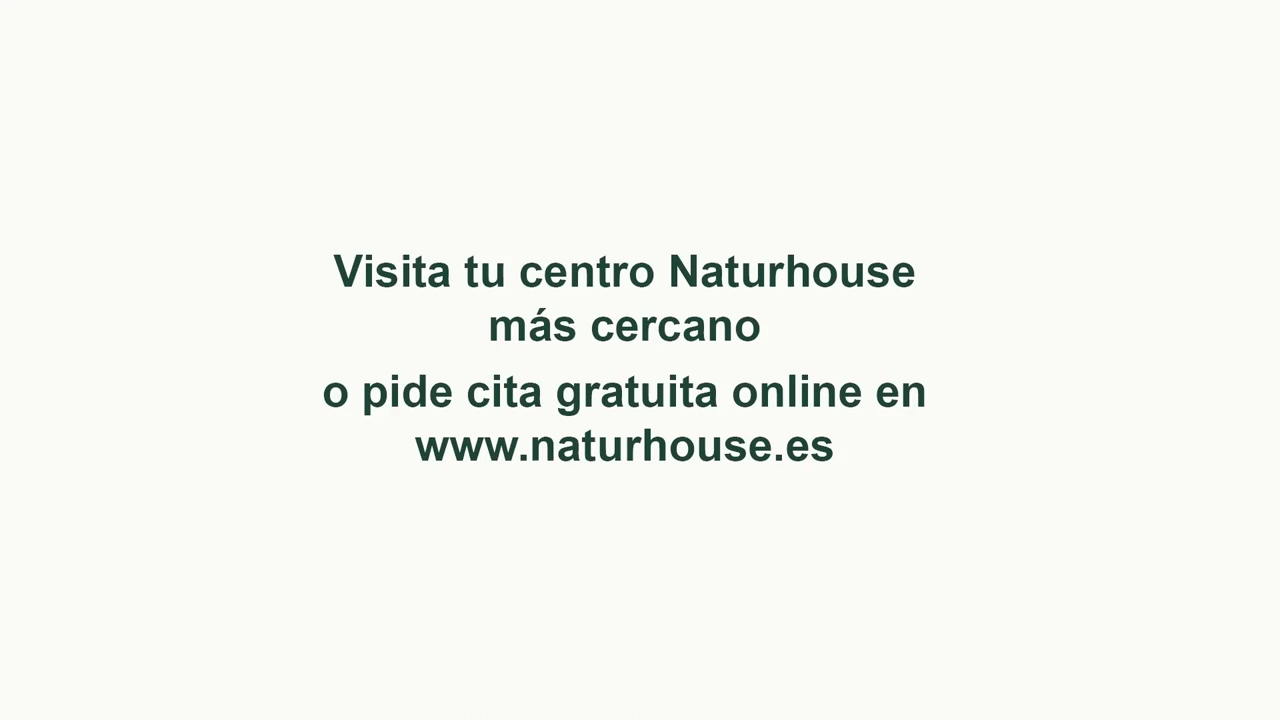 Visita tu centro Naturhouse
más cercano
o pide cita gratuita online en
www.naturhouse.es